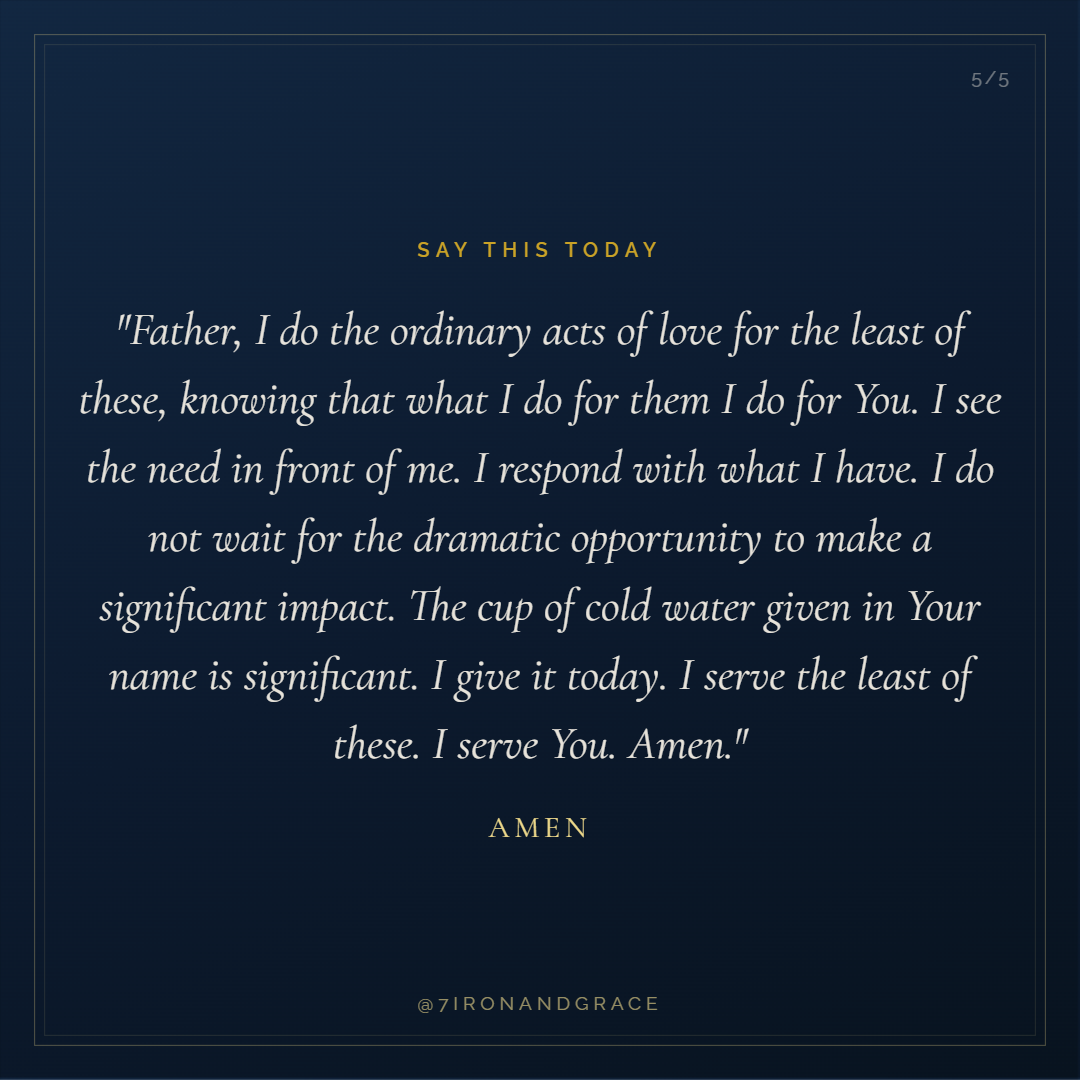 5/5
SAY THIS TODAY
"Father, I do the ordinary acts of love for the least of
these, knowing that what I do for them I do for You. I see
the need in front of me. I respond with what I have. I do
not wait for the dramatic opportunity to make a
significant impact. The cup of cold water given in Your
name is significant. I give it today. I serve the least of
these. I serve You. Amen."
AMEN
@7IRONANDGRACE